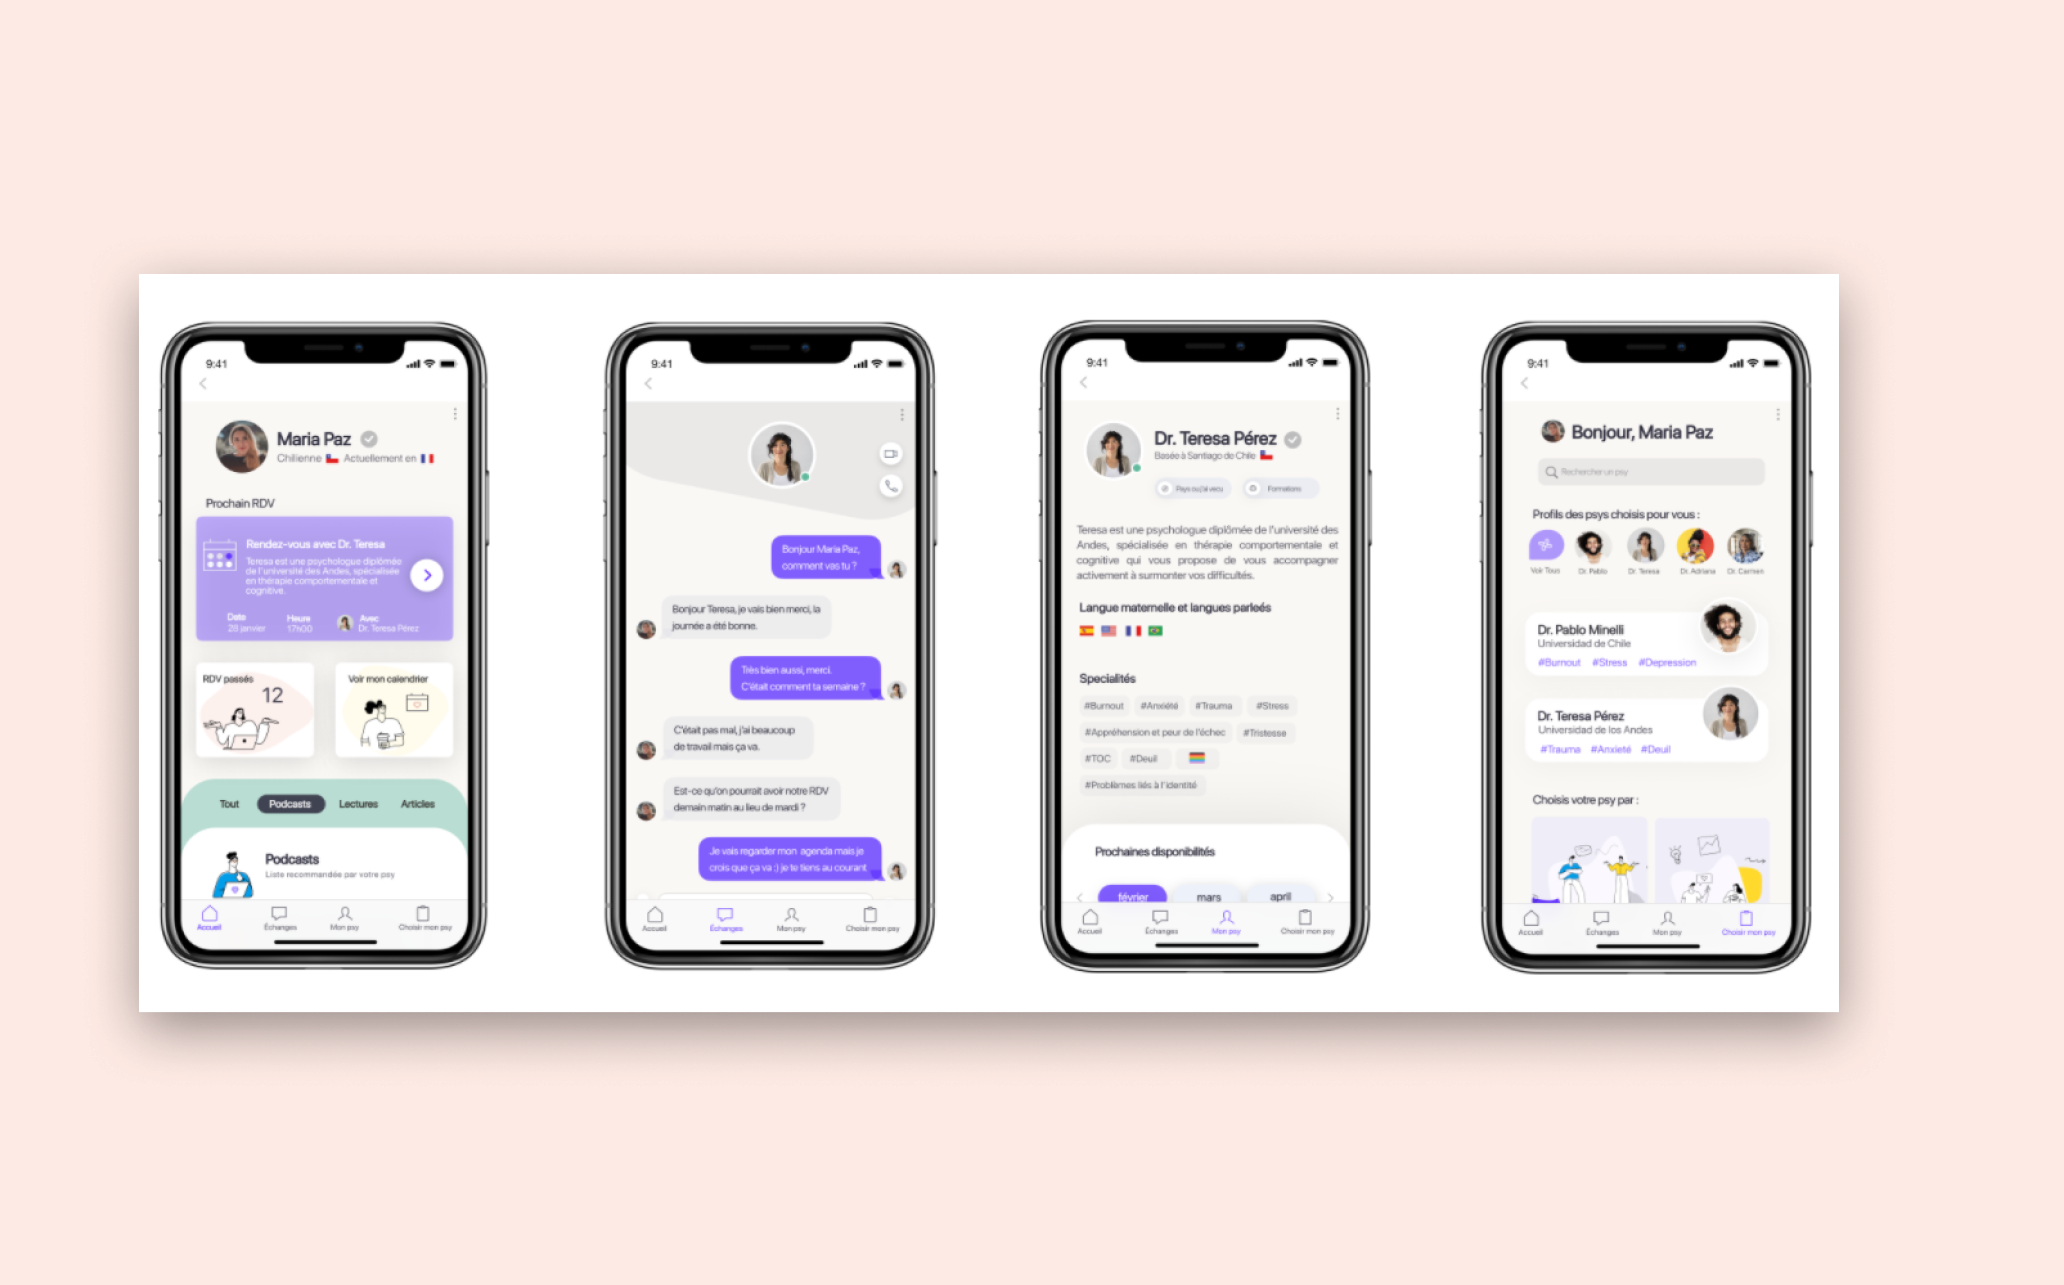 9:41
Maria Paz
Chilienne Actuellement en
Prochain RDV
Rendez-vous avec Dr. Teresa
Teresa est une psychologue diplômée
de l'université des Andes, spécialisée
en thérapie comportementale et
cognitive.
Date Heure Avec
28 janvier 17h00 Dr. Teresa Pérez
RDV passés Voir mon calendrier
12
Tout Podcasts Lectures Articles
Podcasts
Liste recommandée par votre psy
Accueil Échanges Mon psy Choisir mon psy
9:41
Bonjour Maria Paz,
comment vas tu ?
Bonjour Teresa, je vais bien merci, la
journée a été bonne.
Très bien aussi, merci.
C'était comment ta semaine ?
C'était pas mal, j'ai beaucoup
de travail mais ça va.
Est-ce qu'on pourrait avoir notre RDV
demain matin au lieu de mardi ?
Je vais regarder mon agenda mais je
crois que ça va :) je te tiens au courant
Accueil Échanges Mon psy Choisir mon psy
9:41
Dr. Teresa Pérez
Basée à Santiago de Chile
Pays où j'ai vécu Formations
Teresa est une psychologue diplômée de l'université des
Andes, spécialisée en thérapie comportementale et
cognitive qui vous propose de vous accompagner
activement à surmonter vos difficultés.
Langue maternelle et langues parleés
Specialités
#Burnout #Anxiété #Trauma #Stress
#Appréhension et peur de l'échec #Tristesse
#TOC #Deuil
#Problèmes liés à l'identité
Prochaines disponibilités
février mars april
Accueil Échanges Mon psy Choisir mon psy
9:41
Bonjour, Maria Paz
Rechercher un psy
Profils des psys choisis pour vous :
Voir Tous Dr. Pablo Dr. Teresa Dr. Adriana Dr. Carmen
Dr. Pablo Minelli
Universidad de Chile
#Burnout #Stress #Depression
Dr. Teresa Pérez
Universidad de los Andes
#Trauma #Anxieté #Deuil
Choisis votre psy par :
Accueil Échanges Mon psy Choisir mon psy